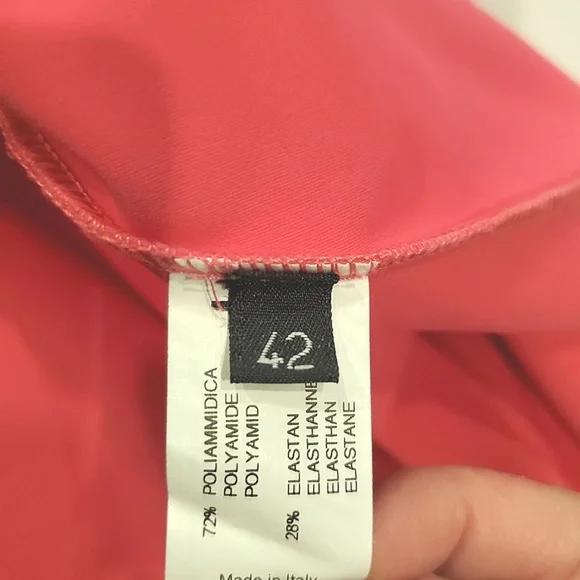 42
72% POLIAMMIDICA
POLYAMIDE
POLYAMID
28% ELASTAN
ELASTHANNE
ELASTHAN
ELASTANE
Made in Italy